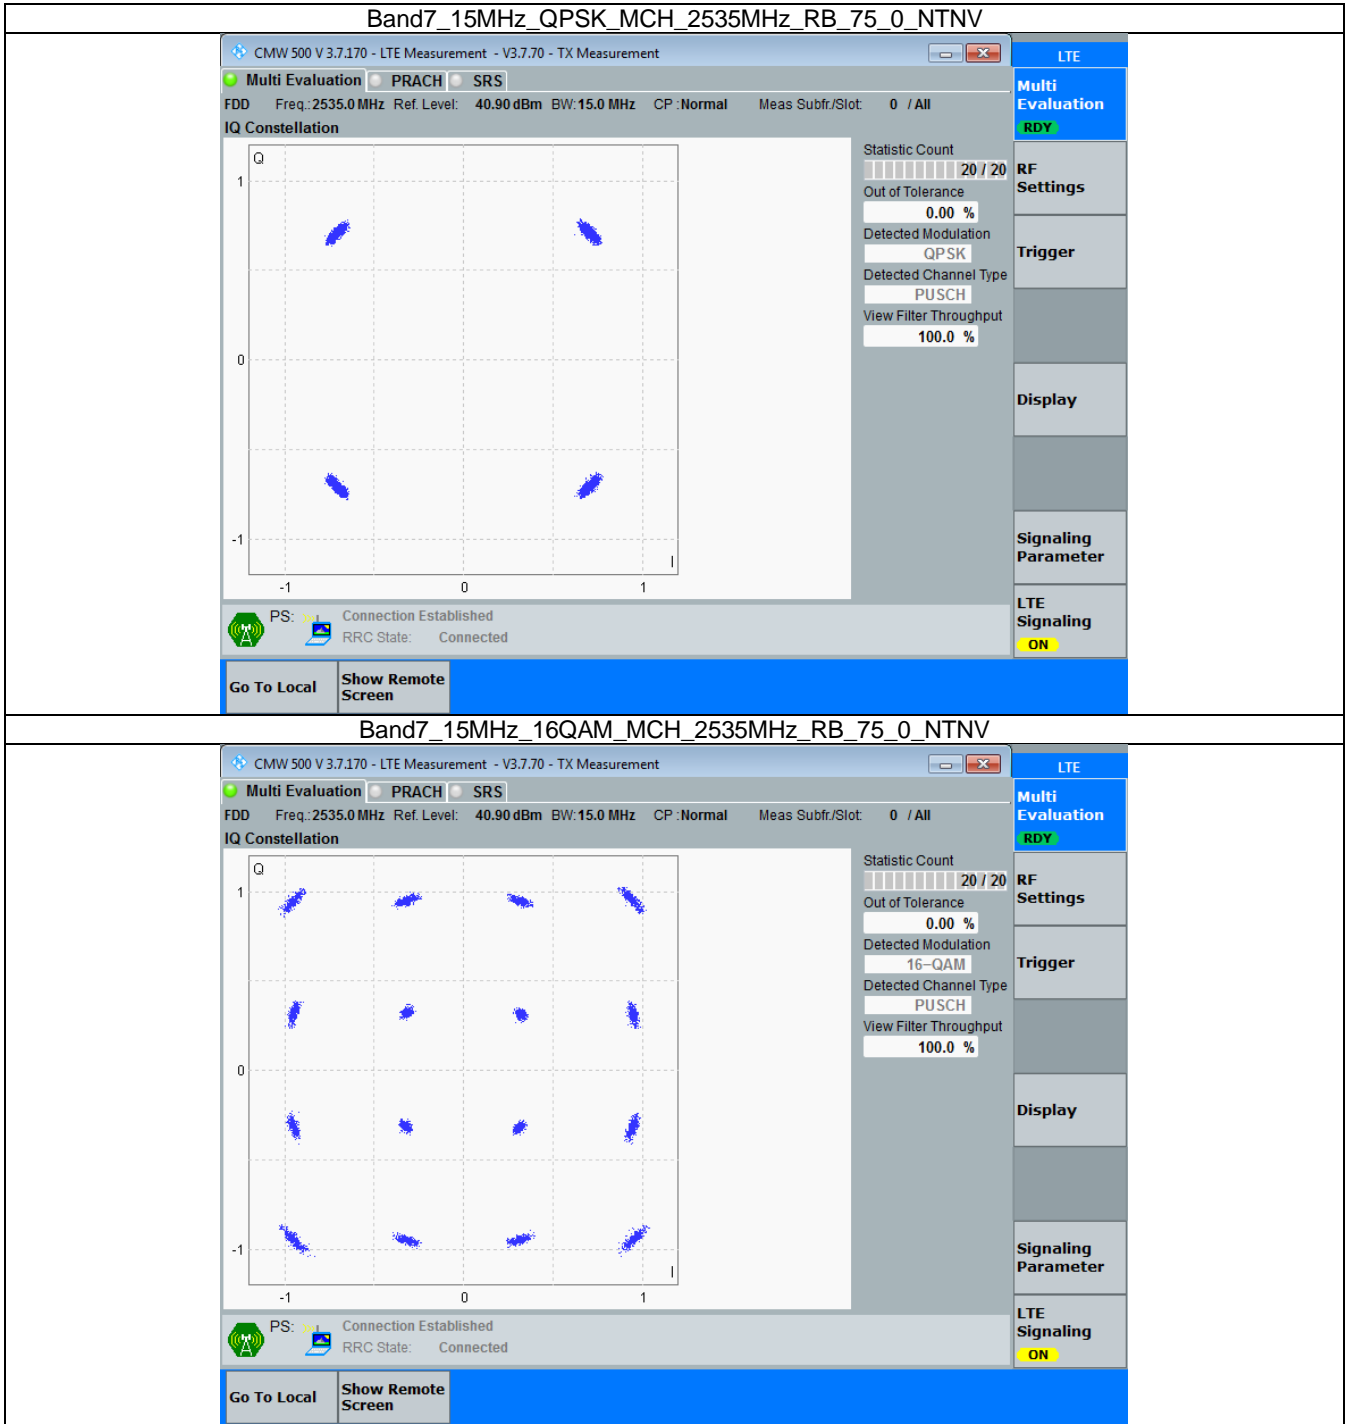 Band7_15MHz_QPSK_MCH_2535MHz_RB_75_0_NTNV
CMW 500 V 3.7.170 - LTE Measurement - V3.7.70 - TX Measurement
LTE
Multi Evaluation PRACH SRS
Multi
Evaluation
RDY
FDD Freq.: 2535.0 MHz Ref. Level: 40.90 dBm BW: 15.0 MHz CP : Normal Meas Subfr./Slot: 0 / All
IQ Constellation
Q
1
0
-1
I
-1 0 1
Statistic Count
20 / 20
Out of Tolerance
0.00 %
Detected Modulation
QPSK
Detected Channel Type
PUSCH
View Filter Throughput
100.0 %
RF
Settings
Trigger
Display
Signaling
Parameter
LTE
Signaling
ON
PS: Connection Established
RRC State: Connected
Go To Local
Show Remote
Screen
Band7_15MHz_16QAM_MCH_2535MHz_RB_75_0_NTNV
CMW 500 V 3.7.170 - LTE Measurement - V3.7.70 - TX Measurement
LTE
Multi Evaluation PRACH SRS
Multi
Evaluation
RDY
FDD Freq.: 2535.0 MHz Ref. Level: 40.90 dBm BW: 15.0 MHz CP : Normal Meas Subfr./Slot: 0 / All
IQ Constellation
Q
1
0
-1
I
-1 0 1
Statistic Count
20 / 20
Out of Tolerance
0.00 %
Detected Modulation
16-QAM
Detected Channel Type
PUSCH
View Filter Throughput
100.0 %
RF
Settings
Trigger
Display
Signaling
Parameter
LTE
Signaling
ON
PS: Connection Established
RRC State: Connected
Go To Local
Show Remote
Screen